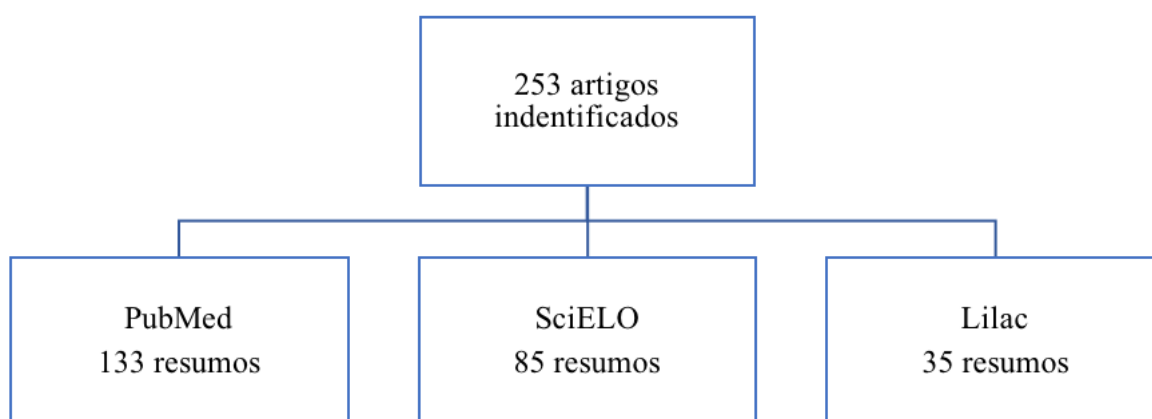 253 artigos
indentificados
PubMed
133 resumos
SciELO
85 resumos
Lilac
35 resumos